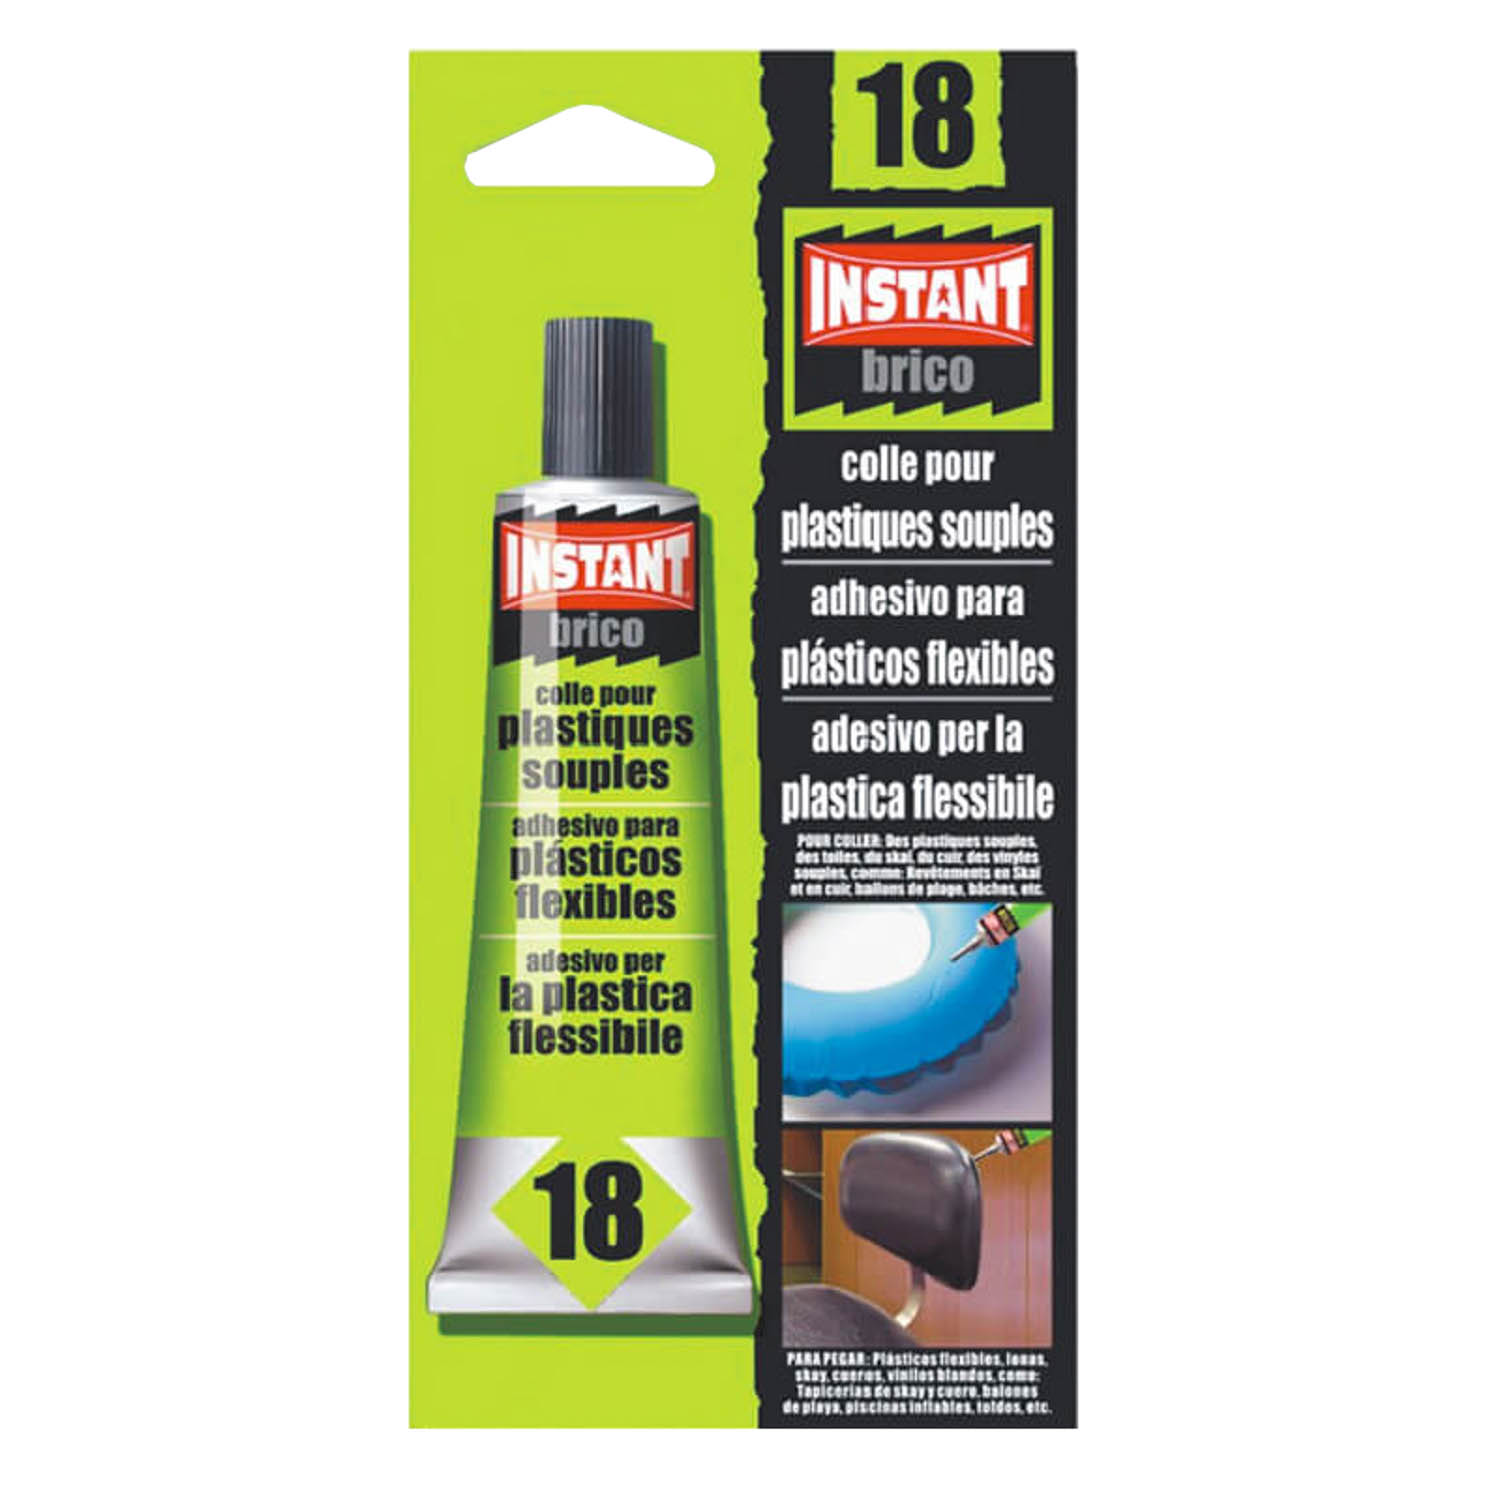 18
INSTANT
brico
colle pour
plastiques souples
adhesivo para
plásticos flexibles
adesivo per la
plastica flessibile
POUR COLLER: Des plastiques souples,
des toiles, du skaï, du cuir, des vinyles
souples, comme: Revêtements en Skaï
et en cuir, ballons de plage, bâches, etc.
PARA PEGAR: Plásticos flexibles, lonas,
skay, cueros, vinilos blandos, como:
Tapicerías de skay y cuero, balones
de playa, piscinas inflables, toldos, etc.
INSTANT
brico
colle pour
plastiques
souples
adhesivo para
plásticos
flexibles
adesivo per
la plastica
flessibile
18